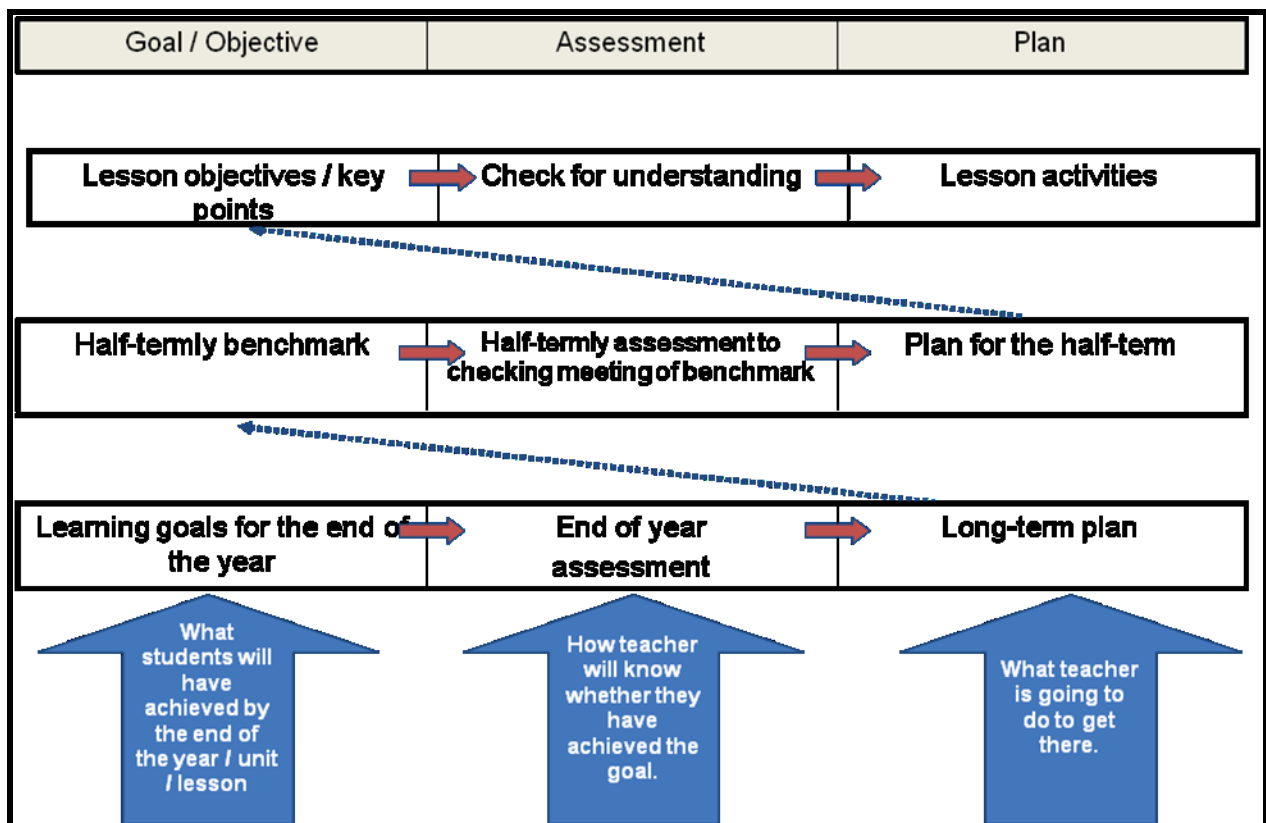 Goal / Objective
Assessment
Plan
Lesson objectives / key
points
Check for understanding
Lesson activities
Half-termly benchmark
Half-termly assessment to
checking meeting of benchmark
Plan for the half-term
Learning goals for the end of
the year
End of year
assessment
Long-term plan
What
students will
have
achieved by
the end of
the year / unit
/ lesson
How teacher
will know
whether they
have
achieved the
goal.
What teacher
is going to
do to get
there.